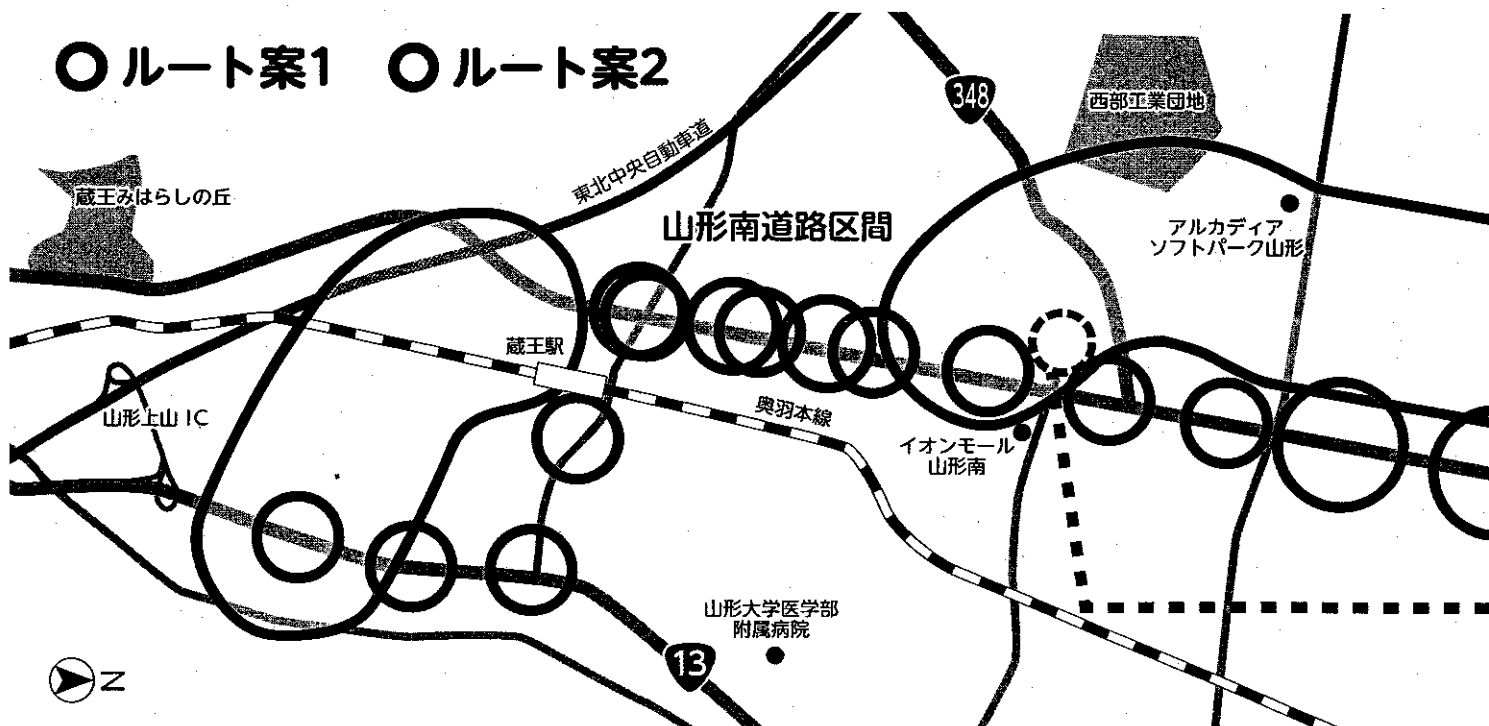 ルート案1 ルート案2
348
西部工業団地
東北中央自動車道
蔵王みはらしの丘
山形南道路区間
アルカディア
ソフトパーク山形
蔵王駅
奥羽本線
山形上山 IC
イオンモール
山形南
山形大学医学部
附属病院
13
N